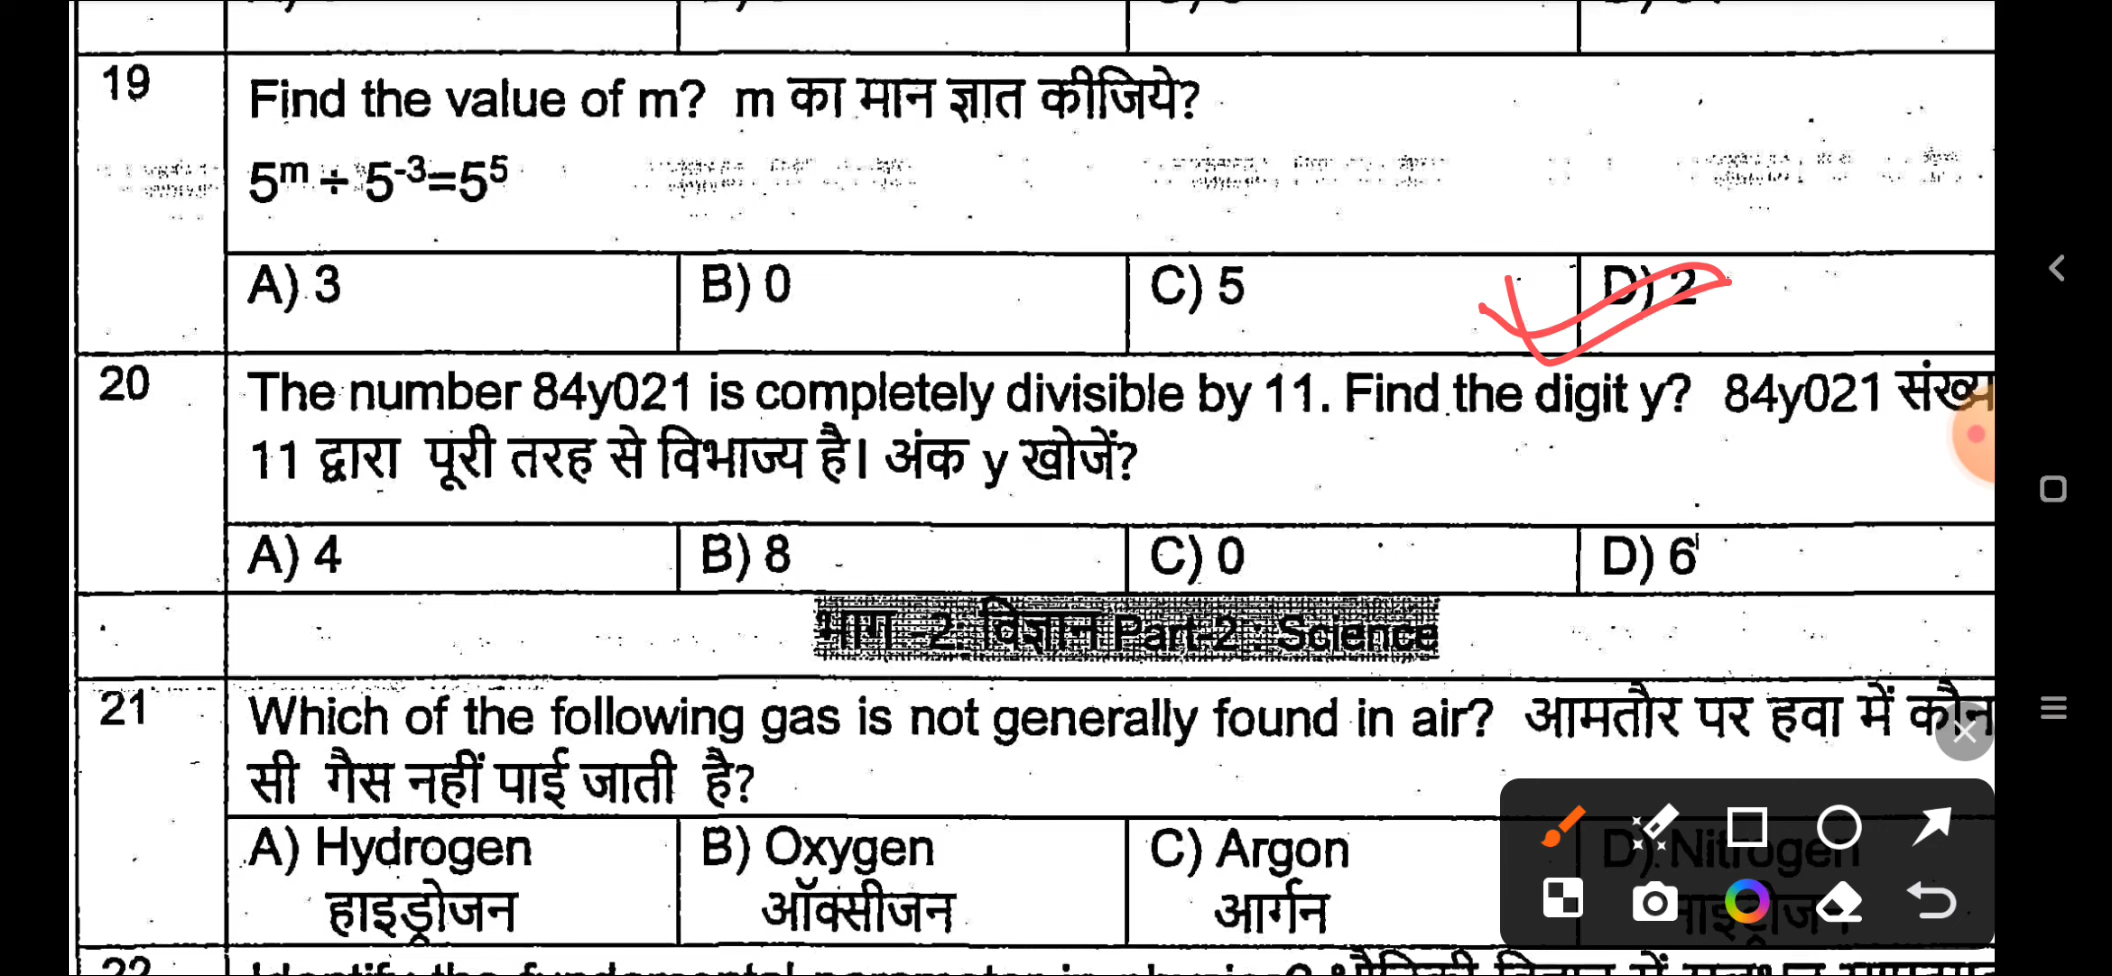 19
Find the value of m? m का मान ज्ञात कीजिये?
5ᵐ ÷ 5⁻³=5⁵
A) 3 B) 0 C) 5 D) 2
20
The number 84y021 is completely divisible by 11. Find the digit y? 84y021 संख्या
11 द्वारा पूरी तरह से विभाज्य है। अंक y खोजें?
A) 4 B) 8 C) 0 D) 6
भाग -2: विज्ञान Part-2 : Science
21
Which of the following gas is not generally found in air? आमतौर पर हवा में कौन
सी गैस नहीं पाई जाती है?
A) Hydrogen B) Oxygen C) Argon D) Nitrogen
हाइड्रोजन ऑक्सीजन आर्गन
22